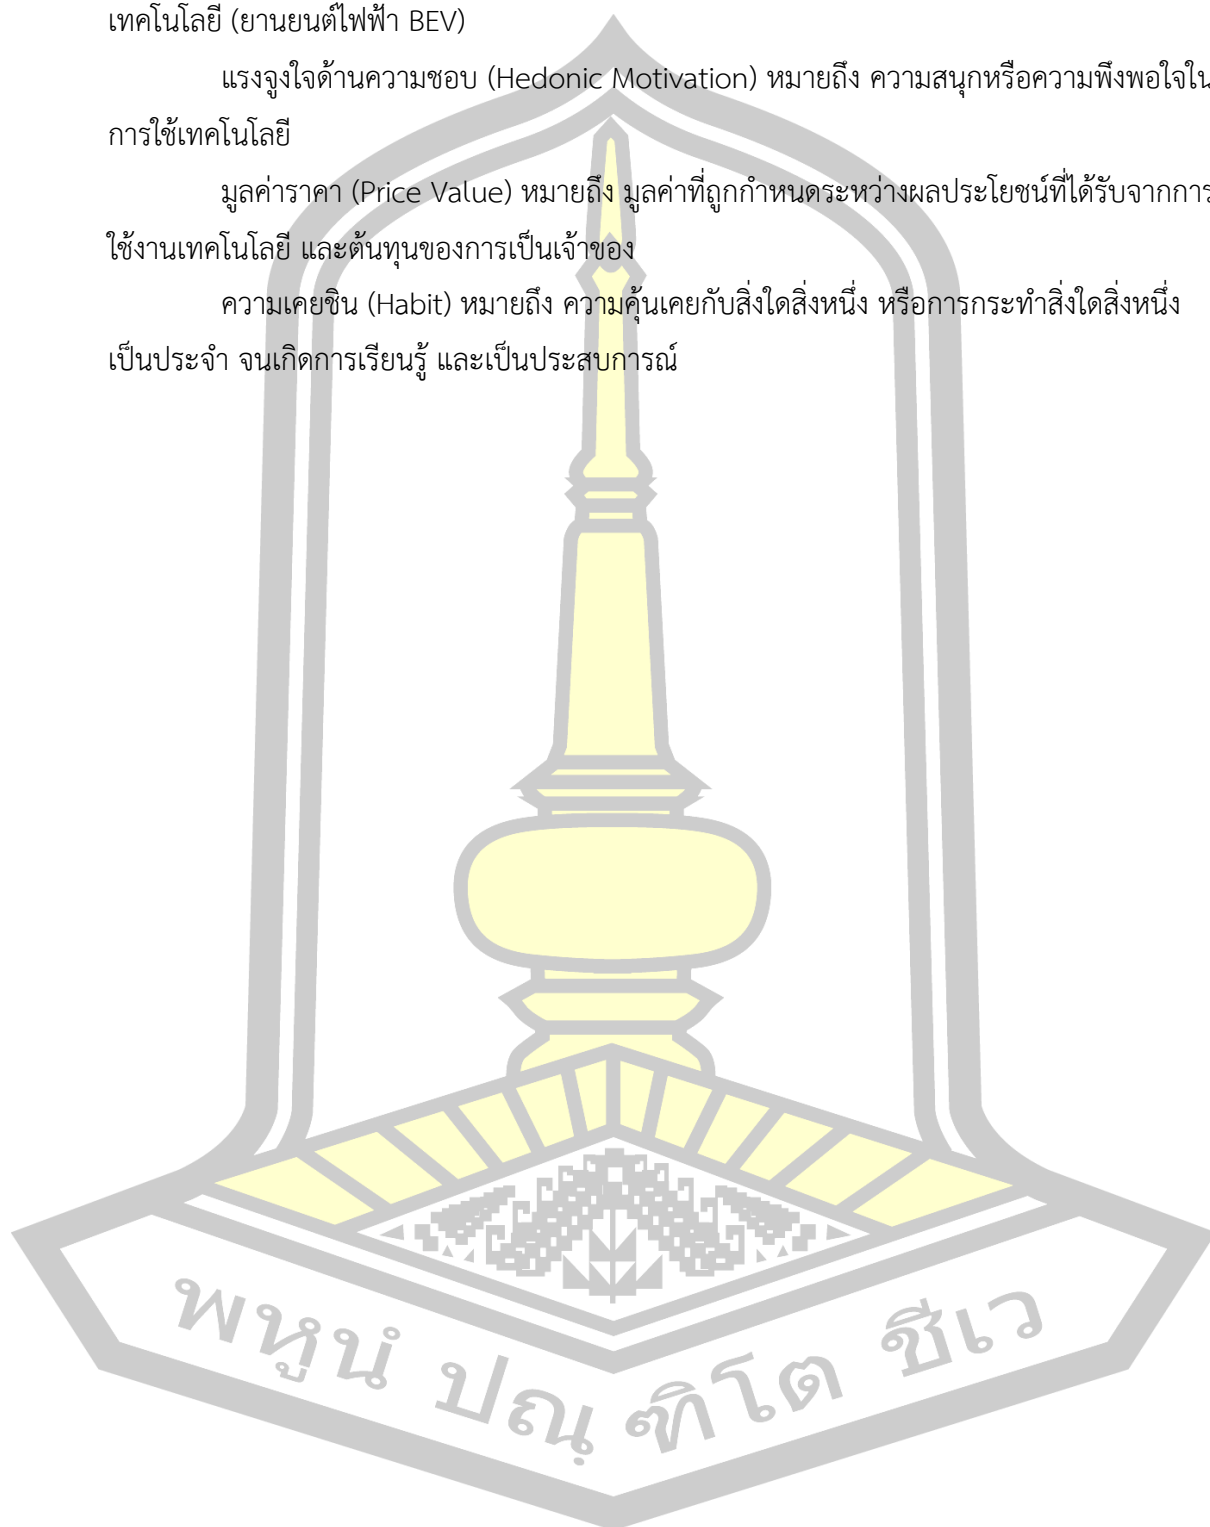 เทคโนโลยี (ยานยนต์ไฟฟ้า BEV)
แรงจูงใจด้านความชอบ (Hedonic Motivation) หมายถึง ความสนุกหรือความพึงพอใจใน
การใช้เทคโนโลยี
มูลค่าราคา (Price Value) หมายถึง มูลค่าที่ถูกกำหนดระหว่างผลประโยชน์ที่ได้รับจากการ
ใช้งานเทคโนโลยี และต้นทุนของการเป็นเจ้าของ
ความเคยชิน (Habit) หมายถึง ความคุ้นเคยกับสิ่งใดสิ่งหนึ่ง หรือการกระทำสิ่งใดสิ่งหนึ่ง
เป็นประจำ จนเกิดการเรียนรู้ และเป็นประสบการณ์
พหูนํ ปณฺฑิโต ชีเว